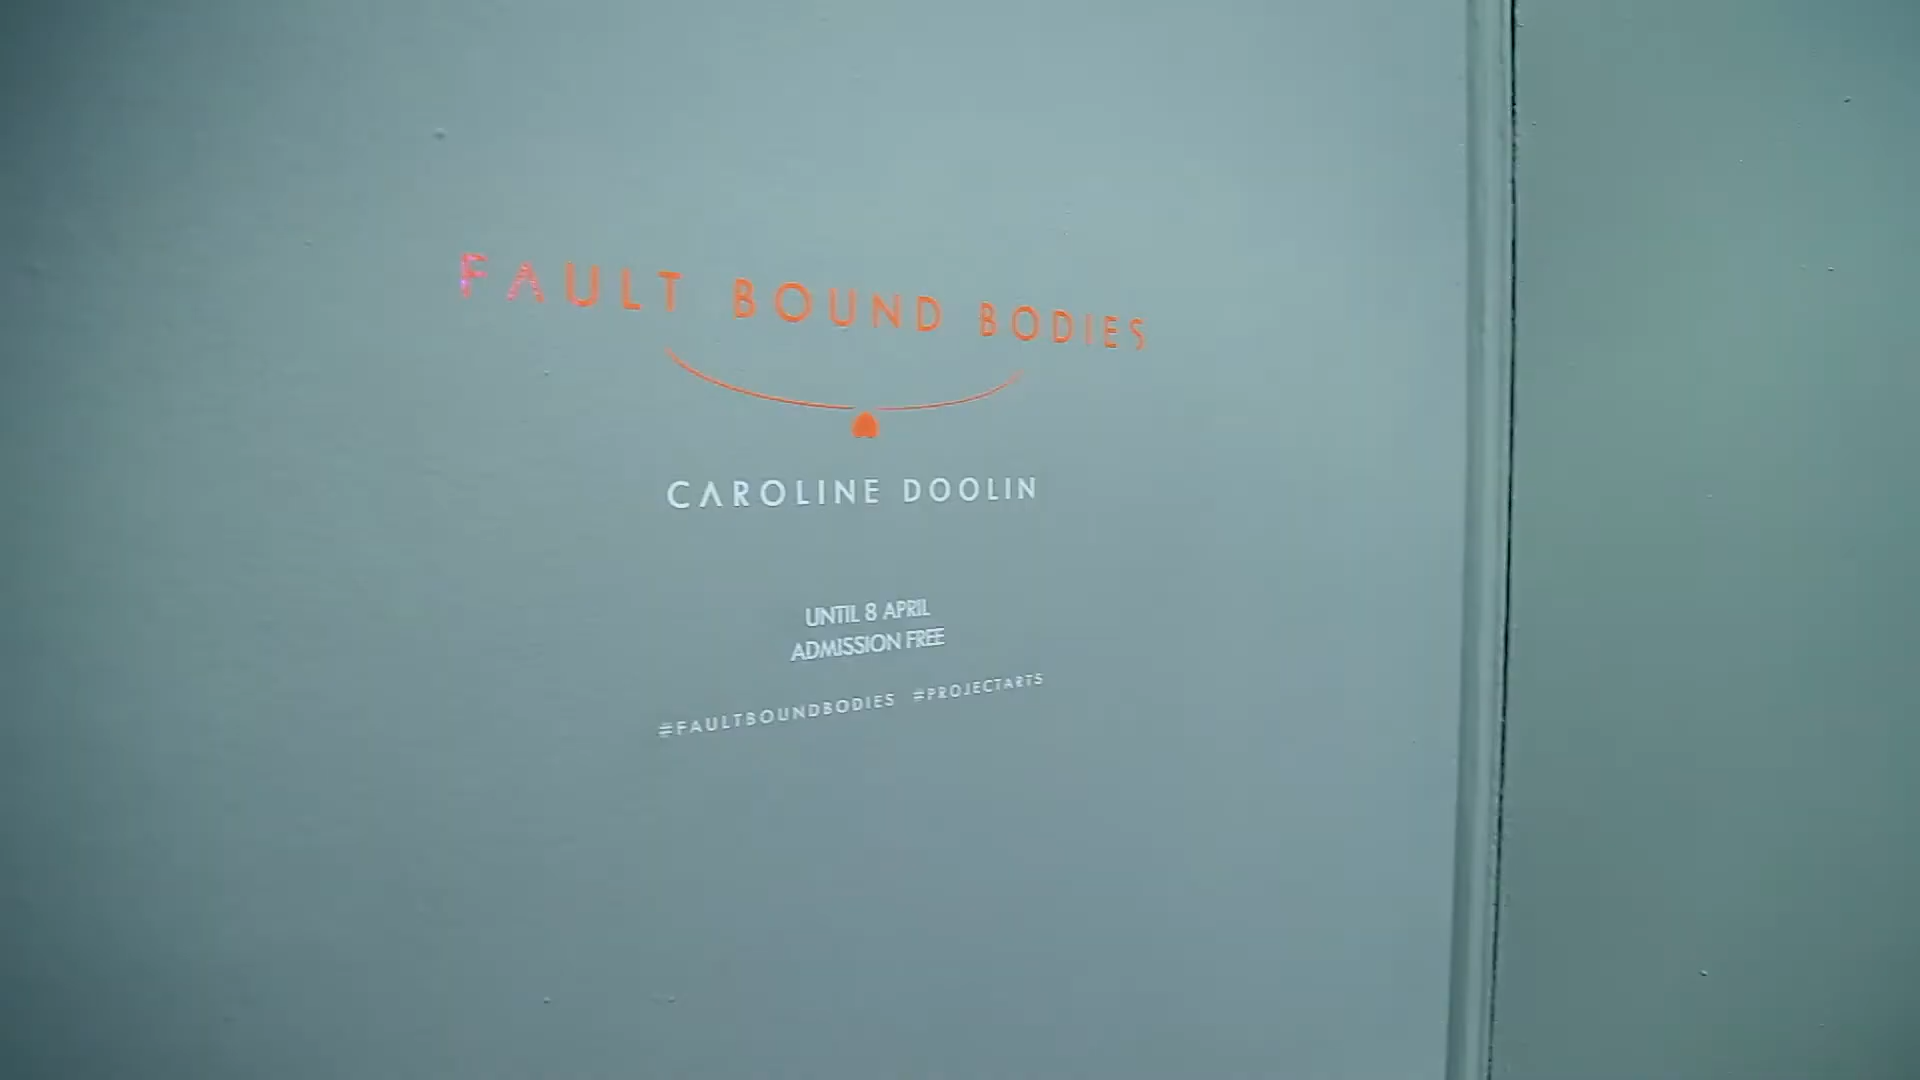 FAULT BOUND BODIES
CAROLINE DOOLIN
UNTIL 8 APRIL
ADMISSION FREE
#FAULTBOUNDBODIES #PROJECTARTS